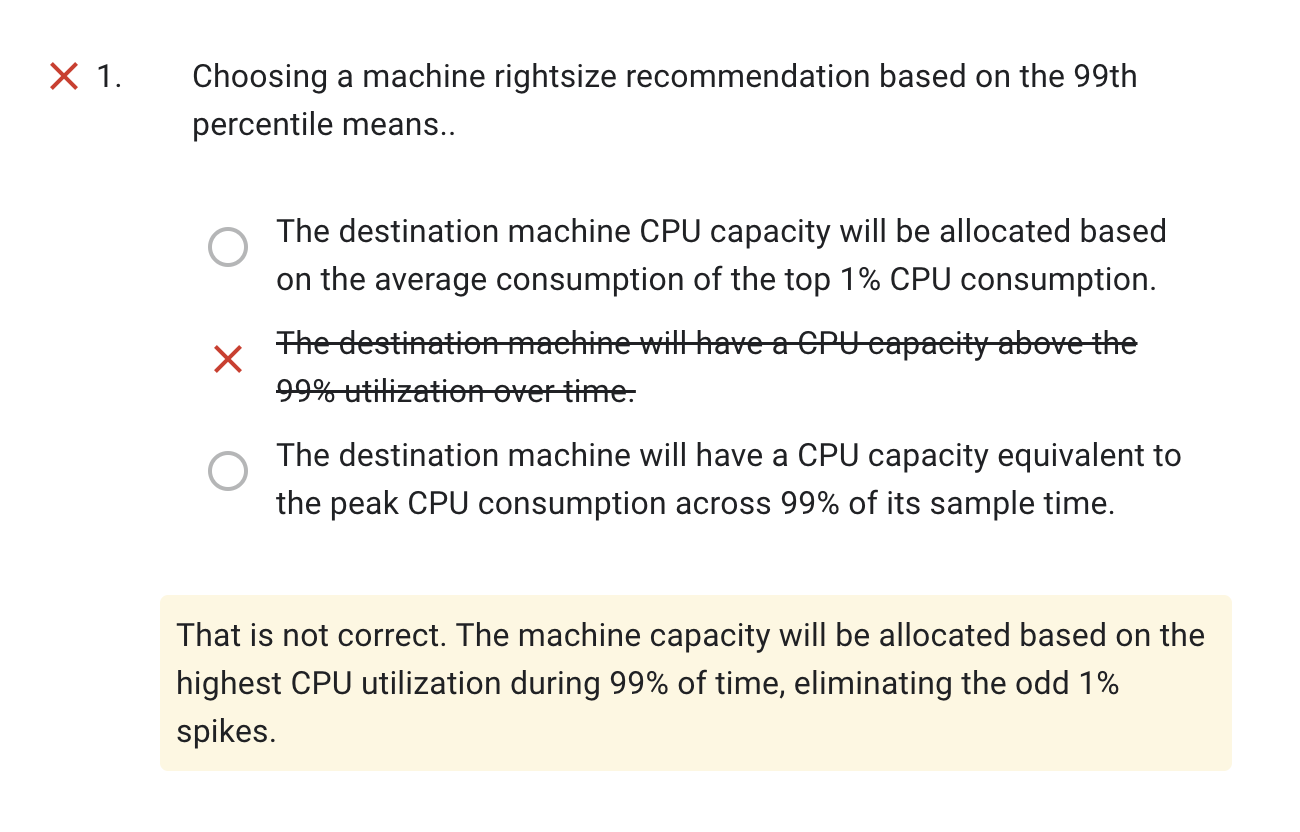 1. Choosing a machine rightsize recommendation based on the 99th
percentile means..
The destination machine CPU capacity will be allocated based
on the average consumption of the top 1% CPU consumption.
The destination machine will have a CPU capacity above the
99% utilization over time.
The destination machine will have a CPU capacity equivalent to
the peak CPU consumption across 99% of its sample time.
That is not correct. The machine capacity will be allocated based on the
highest CPU utilization during 99% of time, eliminating the odd 1%
spikes.